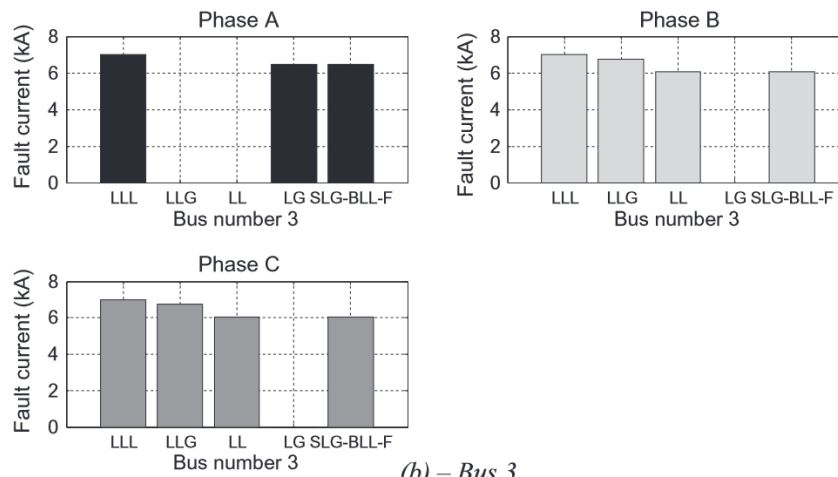 Phase A
Fault current (kA)
8
6
4
2
0
LLL LLG LL LG SLG-BLL-F
Bus number 3
Phase B
Fault current (kA)
8
6
4
2
0
LLL LLG LL LG SLG-BLL-F
Bus number 3
Phase C
Fault current (kA)
8
6
4
2
0
LLL LLG LL LG SLG-BLL-F
Bus number 3
(b) – Bus 3